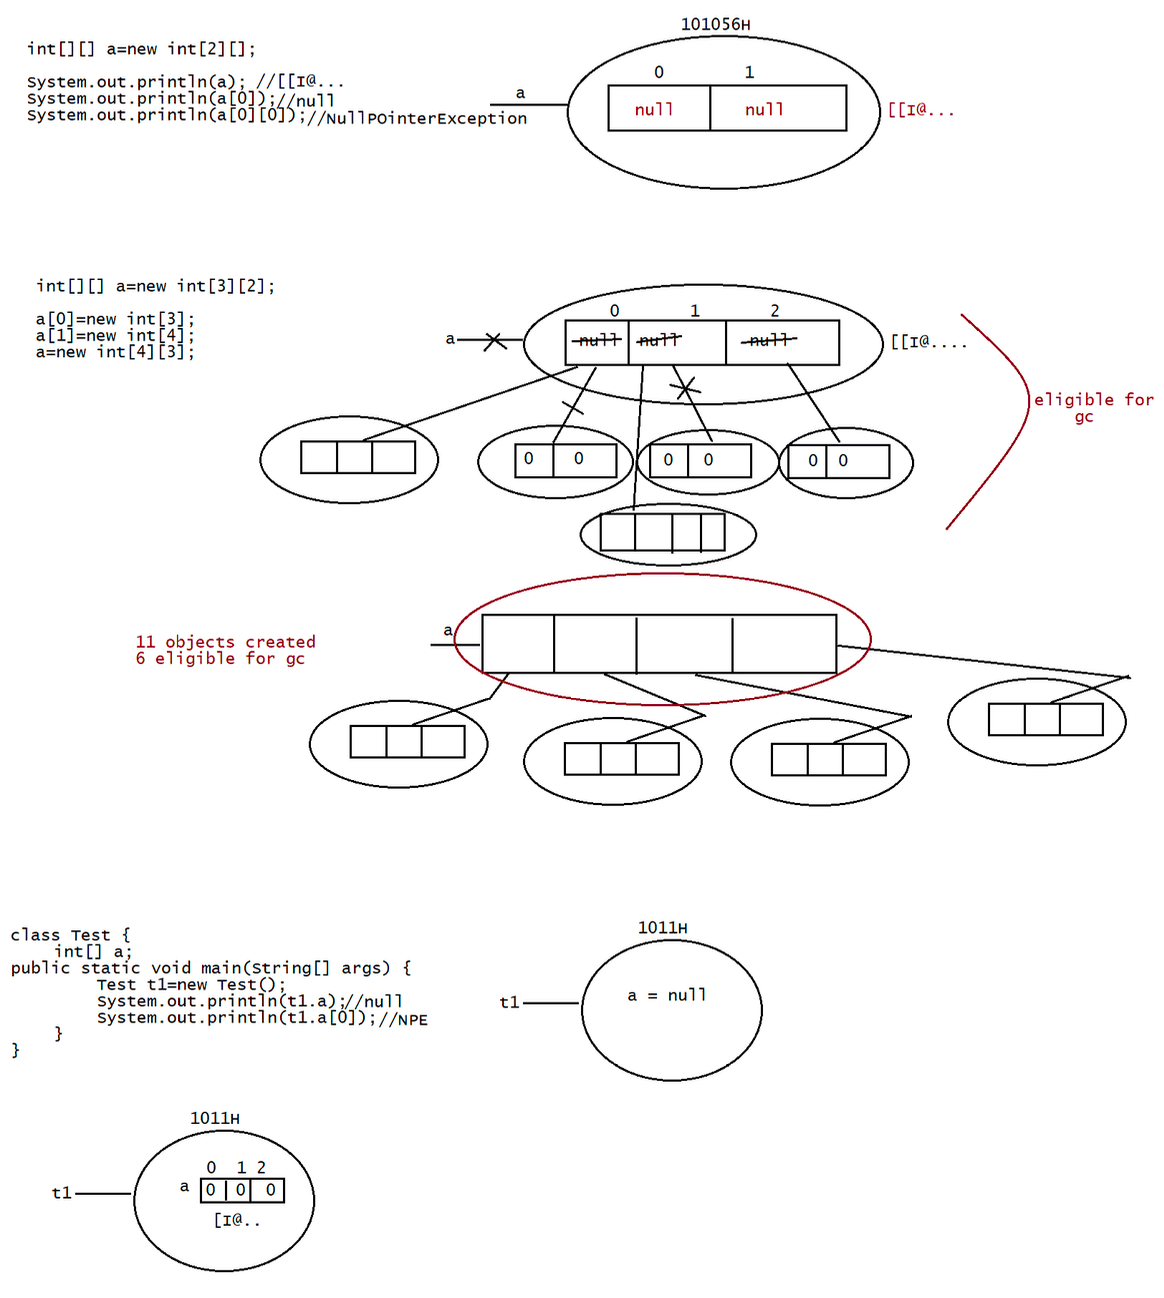 101056H
int[][] a=new int[2][];
0 1
System.out.println(a); //[[I@...
System.out.println(a[0]);//null
System.out.println(a[0][0]);//NullPOinterException
a
null null
[[I@...
int[][] a=new int[3][2];
a[0]=new int[3];
a[1]=new int[4];
a=new int[4][3];
0 1 2
a
null null null
[[I@....
eligible for
gc
0 0 0 0 0 0
11 objects created
6 eligible for gc
a
class Test {
int[] a;
public static void main(String[] args) {
Test t1=new Test();
System.out.println(t1.a);//null
System.out.println(t1.a[0]);//NPE
}
}
1011H
t1
a = null
1011H
0 1 2
t1
a
0 0 0
[I@..